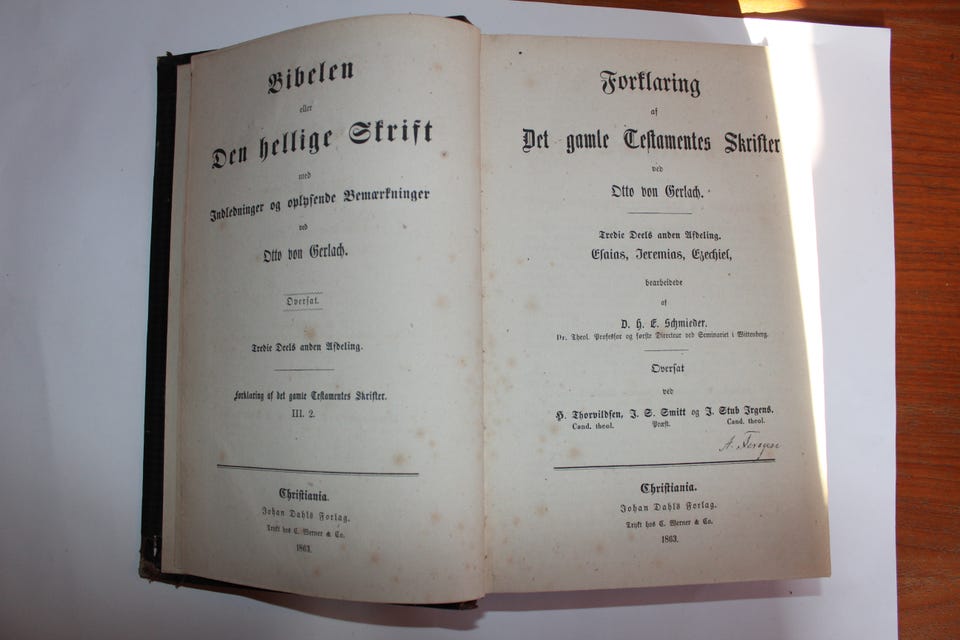 Bibelen
eller
Den hellige Skrift
med
Indledninger og oplysende Bemærkninger
ved
Otto von Gerlach.
Oversat.
Tredie Deels anden Afdeling.
Forklaring af det gamle Testamentes Skrifter.
III. 2.
Christiania.
Johan Dahls Forlag.
Trykt hos C. Werner & Co.
1863.
Forklaring
af
Det gamle Testamentes Skrifter
ved
Otto von Gerlach.
Tredie Deels anden Afdeling.
Esaias, Jeremias, Ezechiel,
bearbeidede
af
D. H. E. Schmieder.
Dr. Theol. Professor og første Directeur ved Seminariet i Wittenberg.
Oversat
ved
H. Thorvildsen, J. S. Smitt og J. Stub Irgens.
Cand. theol. Præst. Cand. theol.
A.
Christiania.
Johan Dahls Forlag.
Trykt hos C. Werner & Co.
1863.